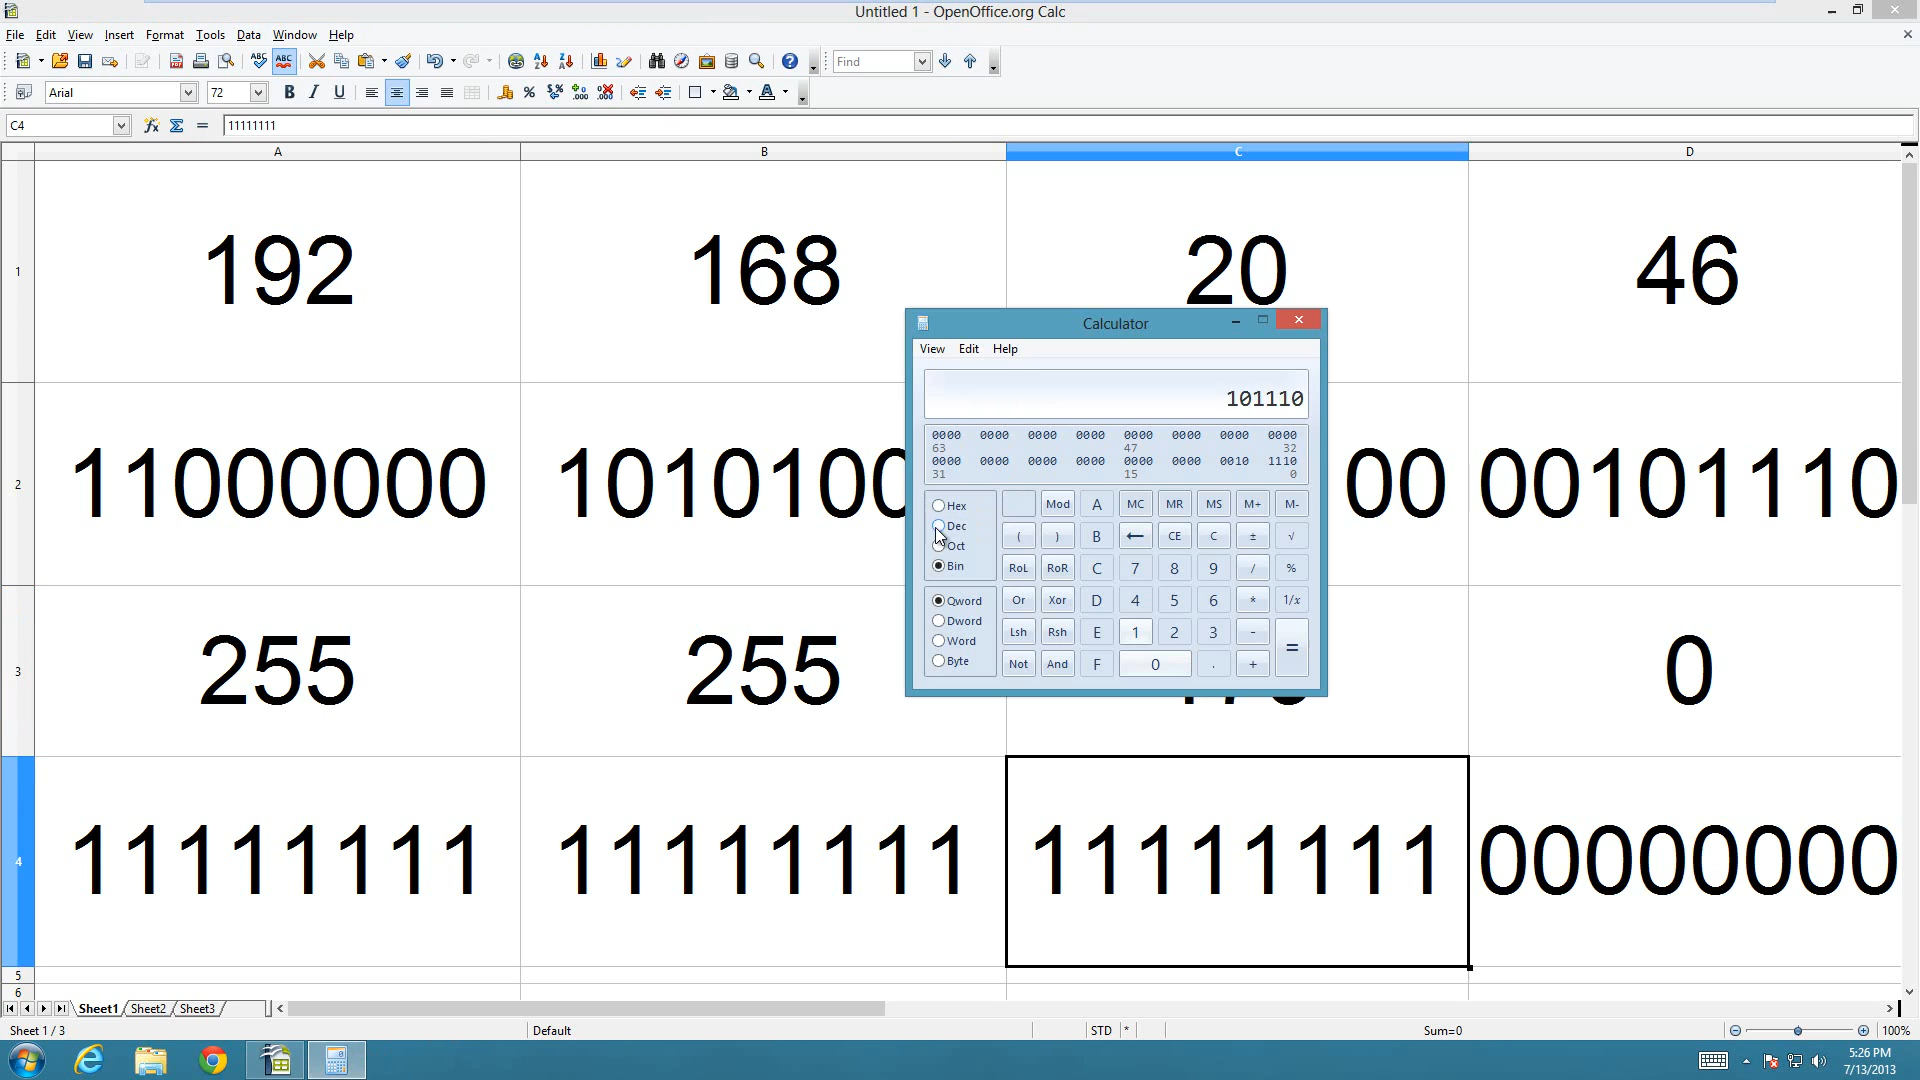 Untitled 1 - OpenOffice.org Calc
File Edit View Insert Format Tools Data Window Help
ABC ABC Find
Arial 72 B I U
C4 fx Σ = 11111111
A B C D
1 192 168 20 46
2 11000000 1010100 00 00101110
3 255 255 0
4 11111111 11111111 11111111 00000000
5
6
Calculator
View Edit Help
101110
0000 0000 0000 0000 0000 0000 0000 0000
63 47 32
0000 0000 0000 0000 0000 0000 0010 1110
31 15 0
Hex Mod A MC MR MS M+ M-
Dec ( ) B ← CE C ± √
Oct
Bin RoL RoR C 7 8 9 / %
Qword Or Xor D 4 5 6 * 1/x
Dword Lsh Rsh E 1 2 3 - =
Word
Byte Not And F 0 . +
Sheet1 Sheet2 Sheet3
Sheet 1 / 3 Default STD * Sum=0 100%
5:26 PM
7/13/2013